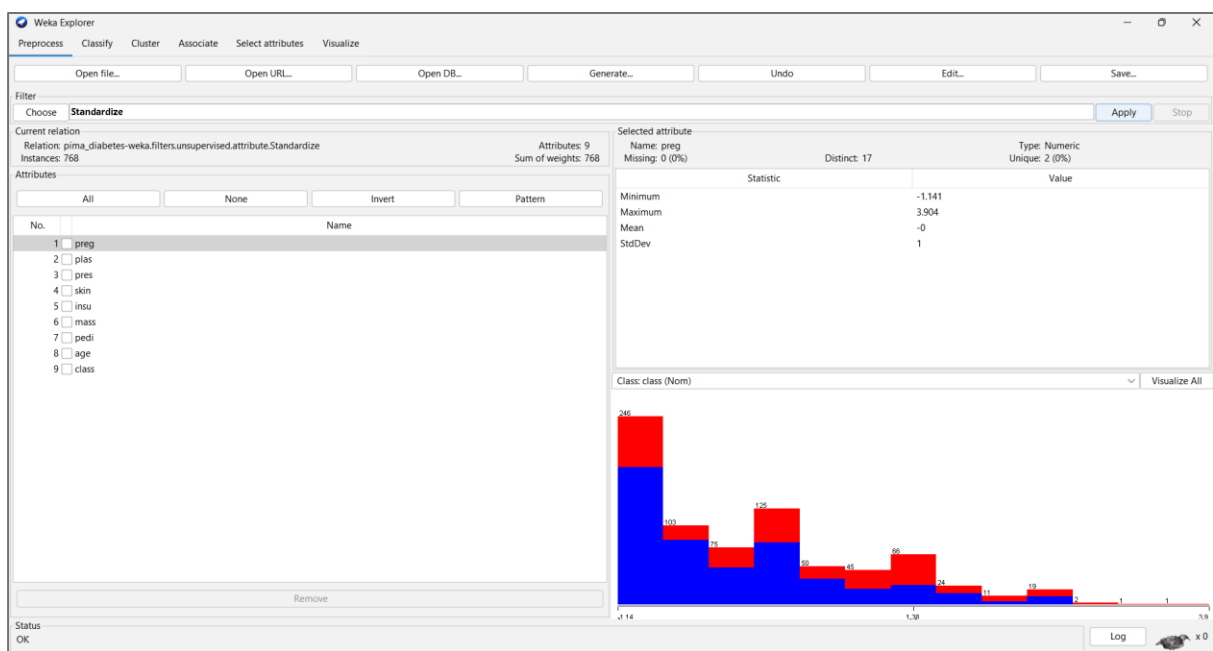 Weka Explorer
Preprocess Classify Cluster Associate Select attributes Visualize
Open file... Open URL... Open DB... Generate... Undo Edit... Save...
Filter
Choose Standardize Apply Stop
Current relation
Relation: pima_diabetes-weka.filters.unsupervised.attribute.Standardize Attributes: 9
Instances: 768 Sum of weights: 768
Attributes
All None Invert Pattern
No. Name
1 preg
2 plas
3 pres
4 skin
5 insu
6 mass
7 pedi
8 age
9 class
Remove
Selected attribute
Name: preg Type: Numeric
Missing: 0 (0%) Distinct: 17 Unique: 2 (0%)
Statistic Value
Minimum -1.141
Maximum 3.904
Mean -0
StdDev 1
Class: class (Nom) Visualize All
246
103
75
125
50
45
66
24
11
19
2
1
1
-1.14 1.38 3.9
Status
OK Log x 0